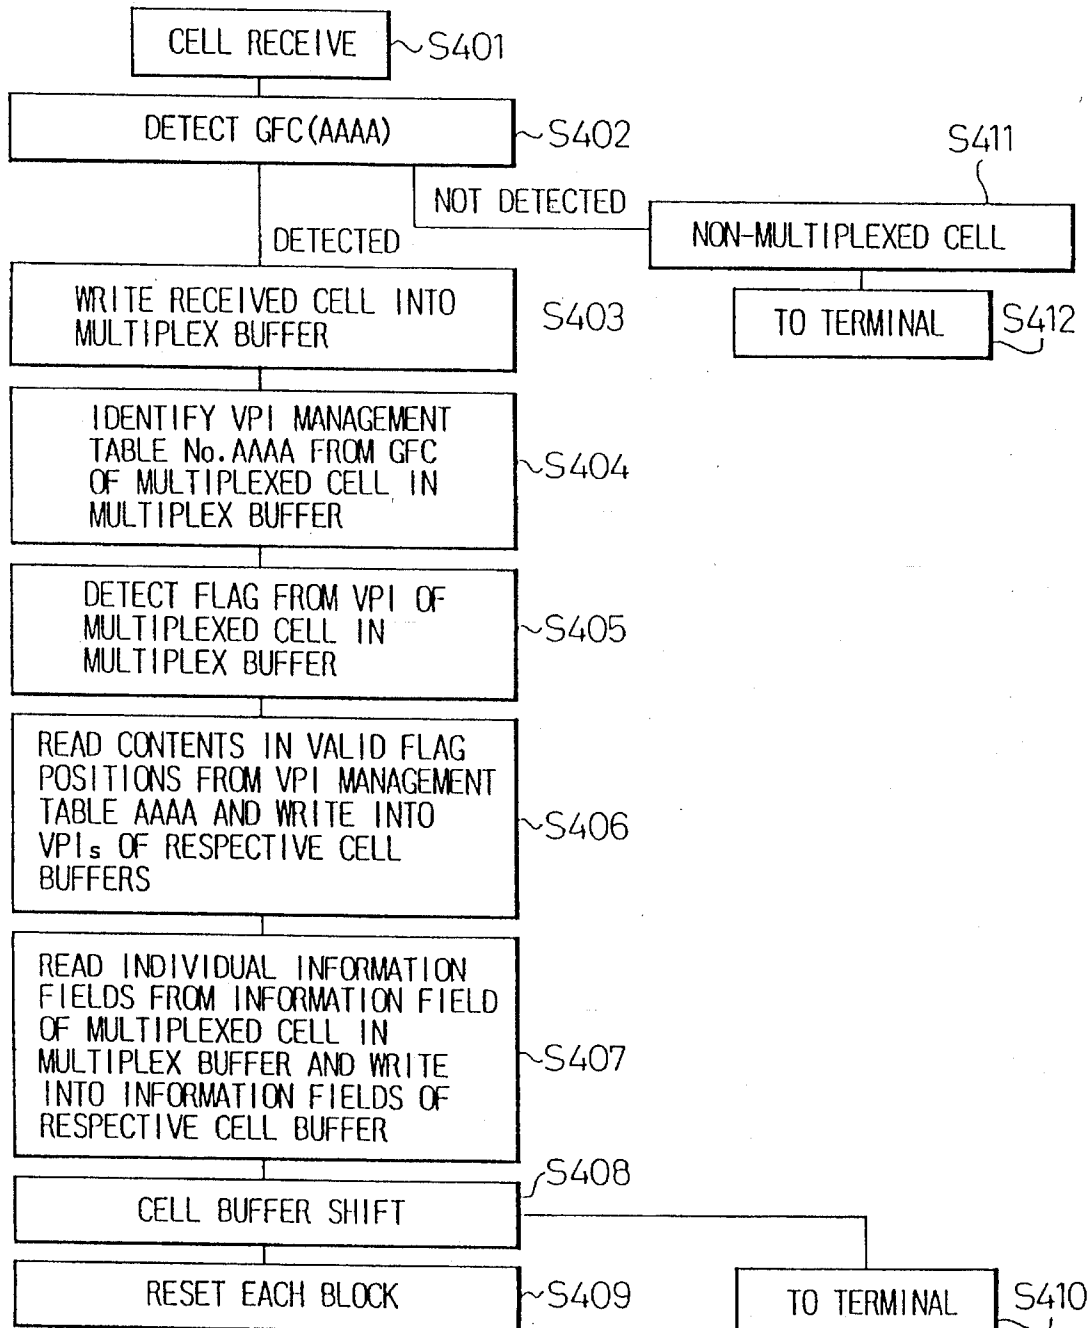 CELL RECEIVE
S401
DETECT GFC(AAAA)
S402
S411
NOT DETECTED
NON-MULTIPLEXED CELL
DETECTED
WRITE RECEIVED CELL INTO
MULTIPLEX BUFFER
S403
TO TERMINAL
S412
IDENTIFY VPI MANAGEMENT
TABLE No.AAAA FROM GFC
OF MULTIPLEXED CELL IN
MULTIPLEX BUFFER
S404
DETECT FLAG FROM VPI OF
MULTIPLEXED CELL IN
MULTIPLEX BUFFER
S405
READ CONTENTS IN VALID FLAG
POSITIONS FROM VPI MANAGEMENT
TABLE AAAA AND WRITE INTO
VPIs OF RESPECTIVE CELL
BUFFERS
S406
READ INDIVIDUAL INFORMATION
FIELDS FROM INFORMATION FIELD
OF MULTIPLEXED CELL IN
MULTIPLEX BUFFER AND WRITE
INTO INFORMATION FIELDS OF
RESPECTIVE CELL BUFFER
S407
S408
CELL BUFFER SHIFT
RESET EACH BLOCK
S409
TO TERMINAL
S410